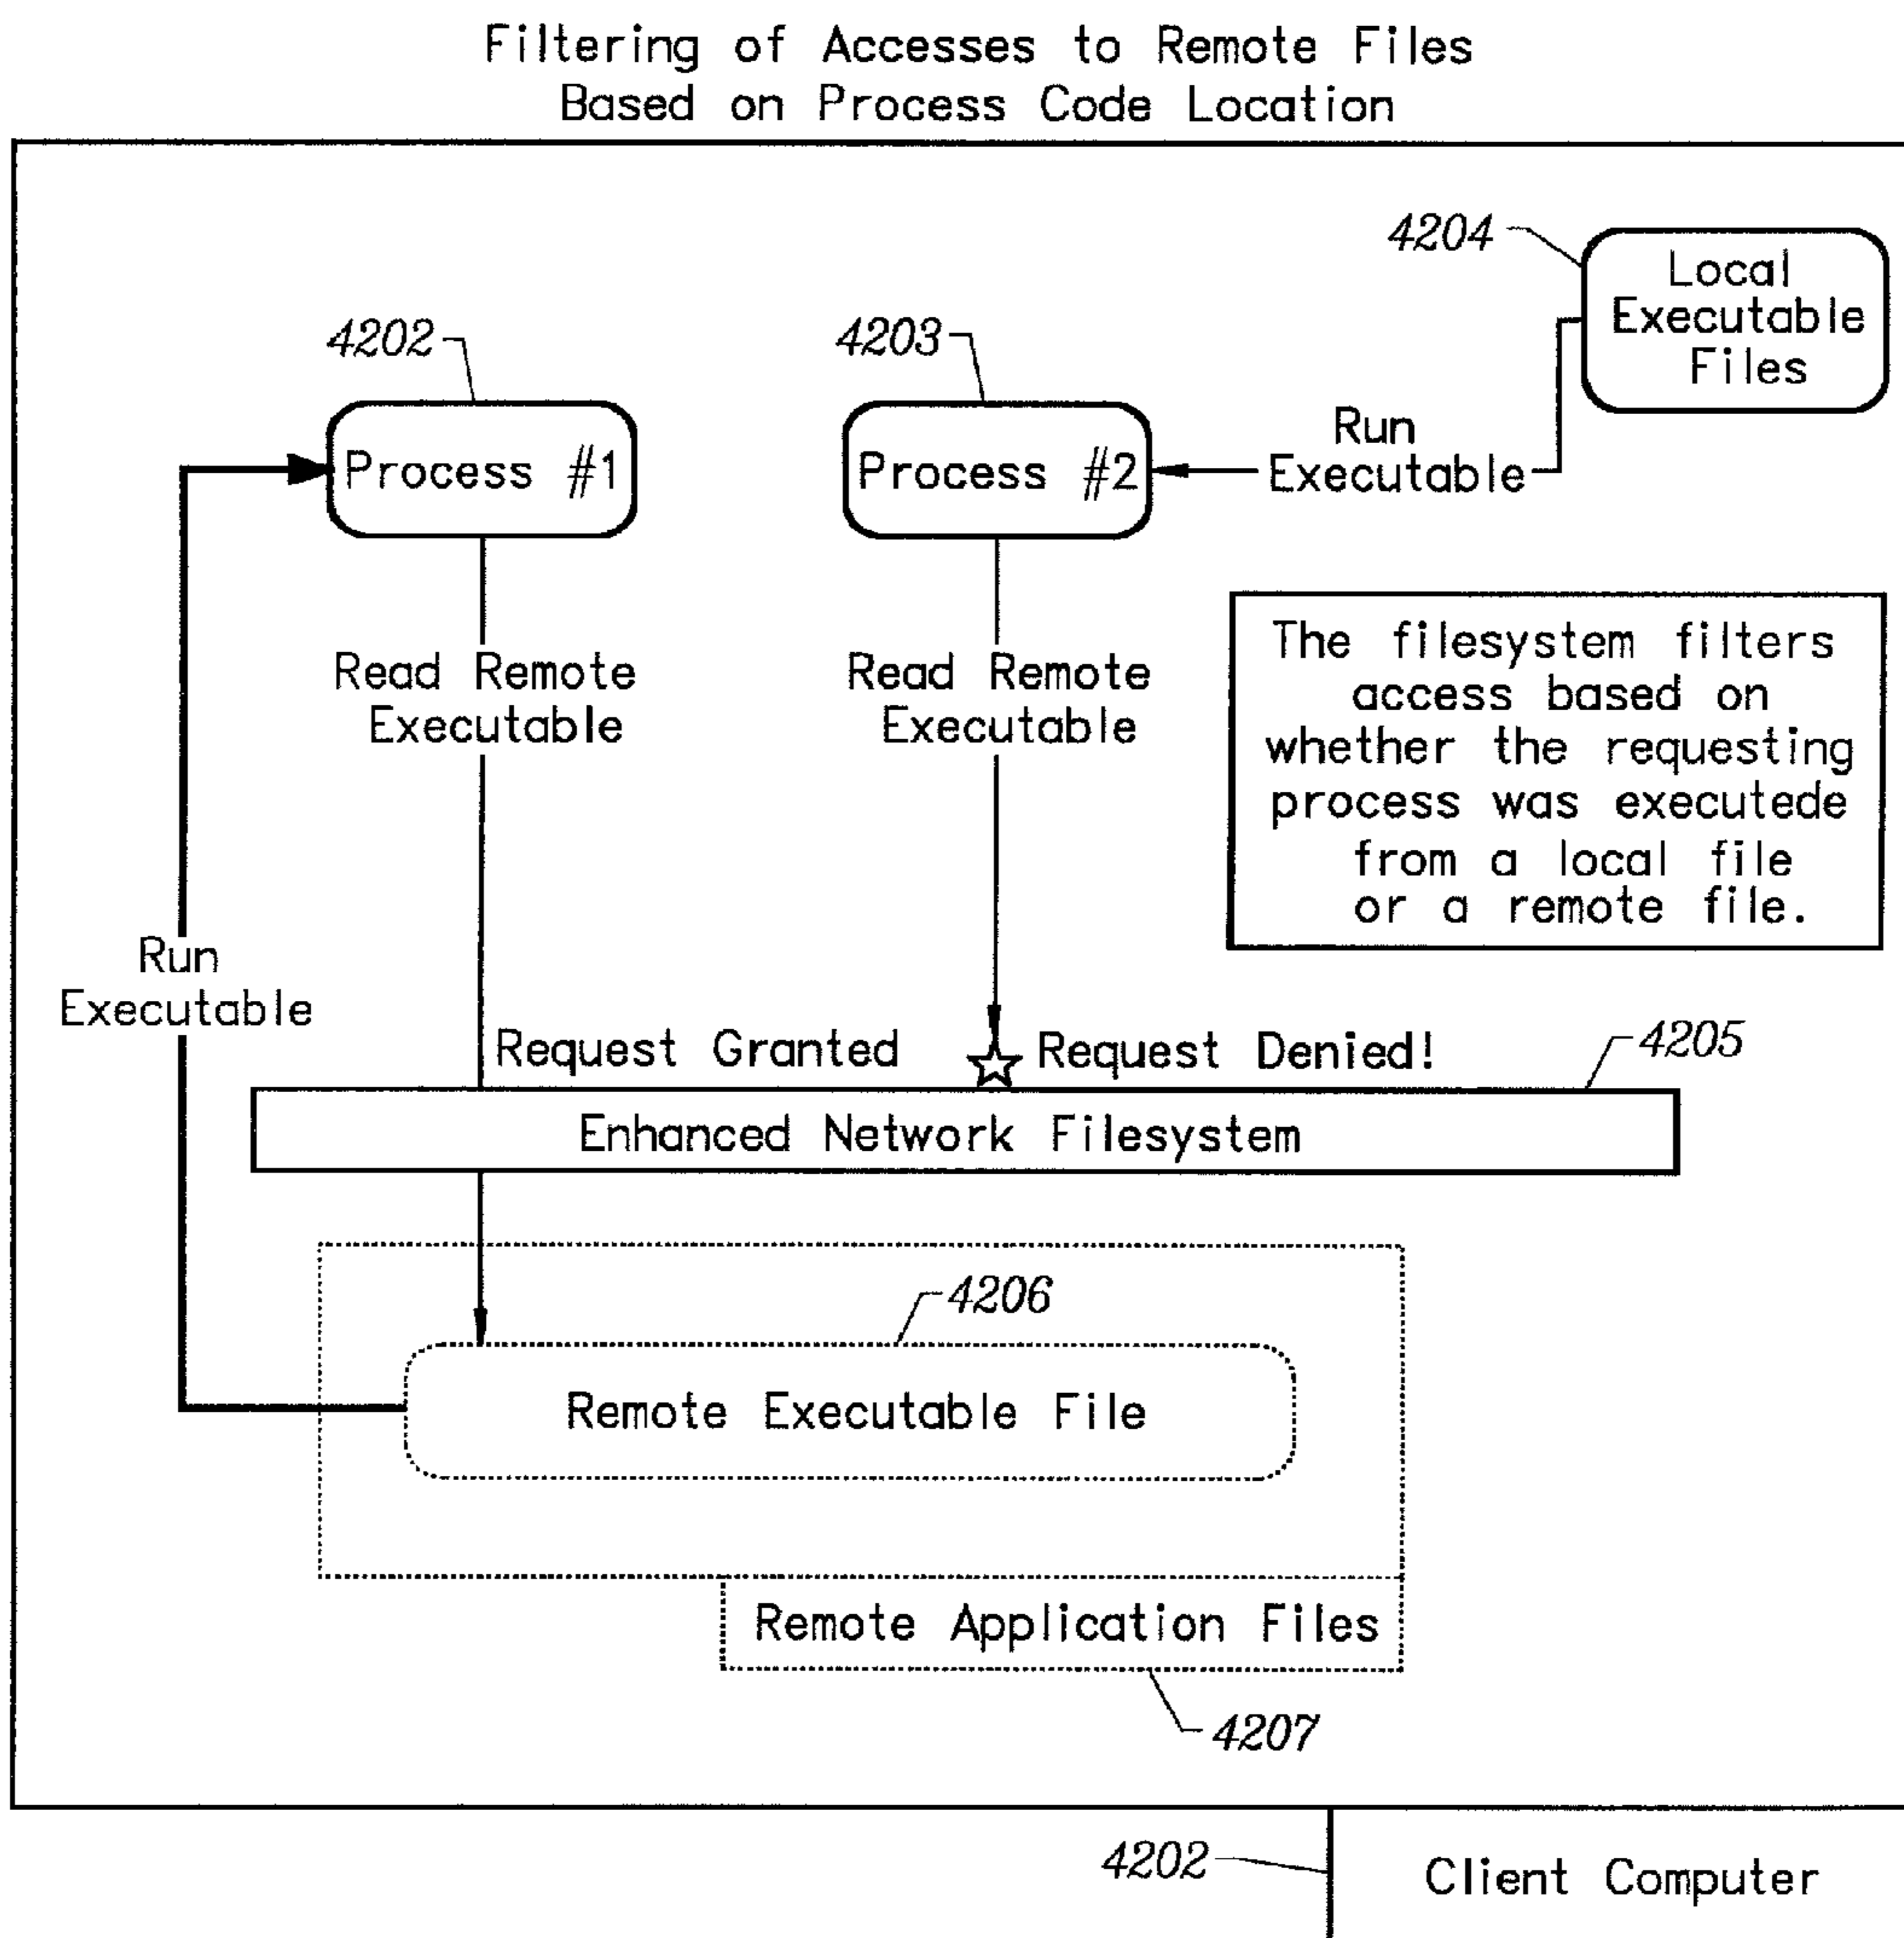 Filtering of Accesses to Remote Files
Based on Process Code Location
4204
Local
Executable
Files
4202
4203
Process #1
Process #2
Run
Executable
Read Remote
Executable
Read Remote
Executable
The filesystem filters
access based on
whether the requesting
process was executede
from a local file
or a remote file.
Run
Executable
Request Granted
Request Denied!
4205
Enhanced Network Filesystem
4206
Remote Executable File
Remote Application Files
4207
4202
Client Computer